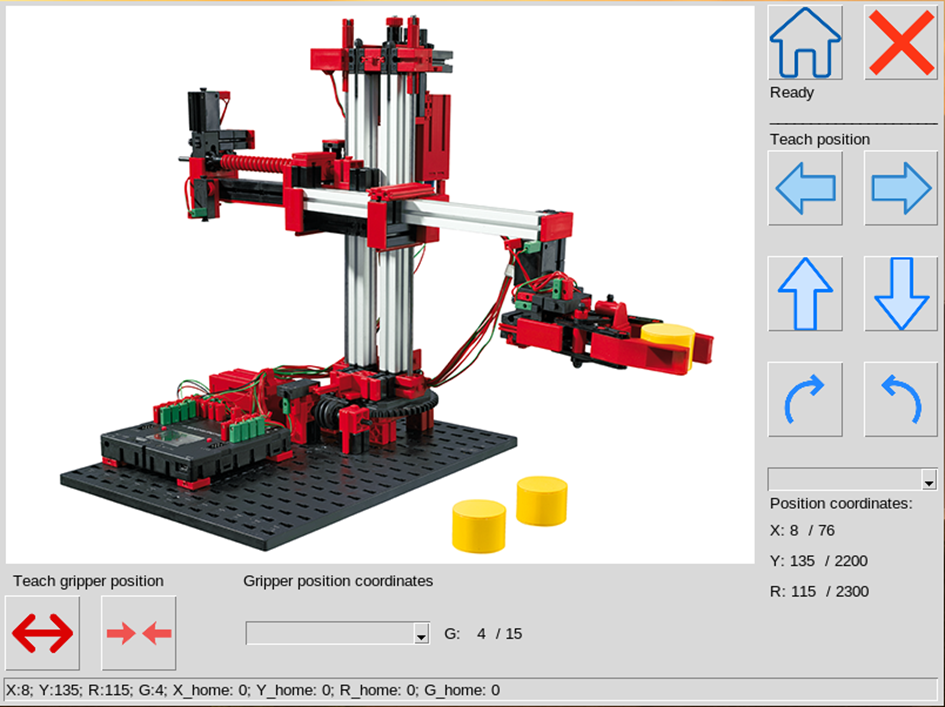 Ready
Teach position
Position coordinates:
X: 8 / 76
Y: 135 / 2200
R: 115 / 2300
Teach gripper position
Gripper position coordinates
G: 4 / 15
X:8; Y:135; R:115; G:4; X_home: 0; Y_home: 0; R_home: 0; G_home: 0